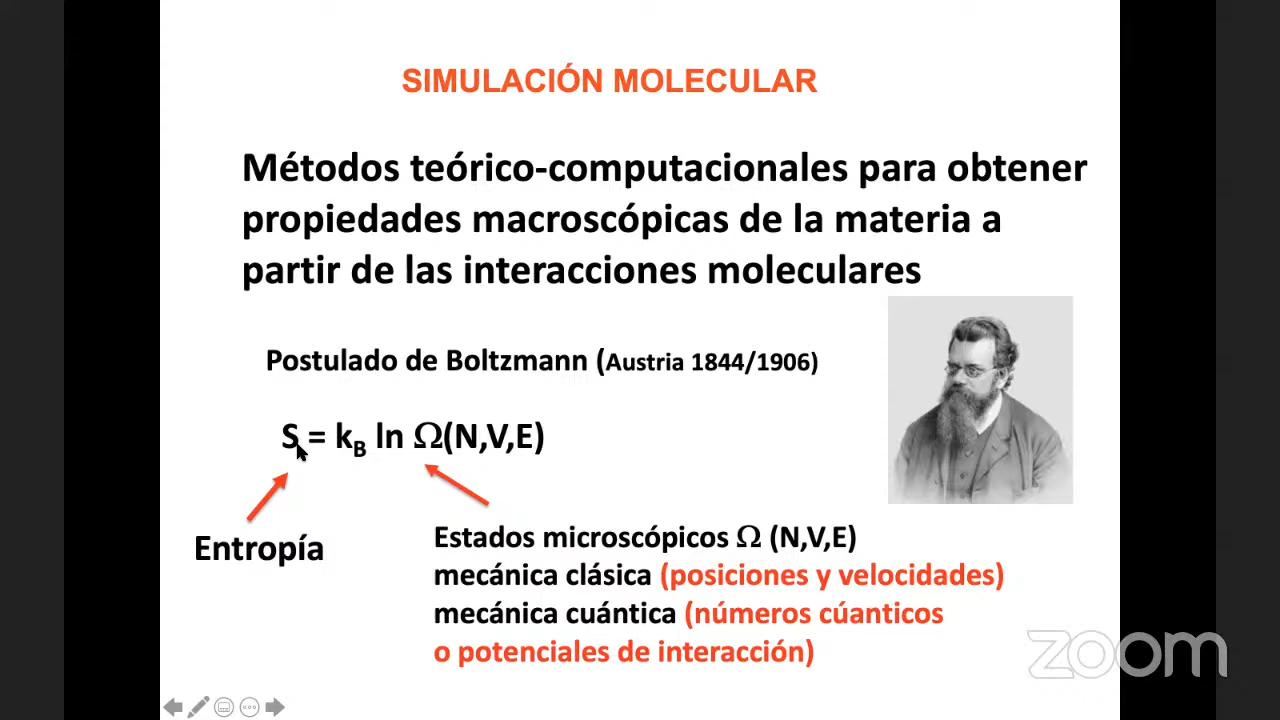 SIMULACIÓN MOLECULAR
Métodos teórico-computacionales para obtener
propiedades macroscópicas de la materia a
partir de las interacciones moleculares
Postulado de Boltzmann (Austria 1844/1906)
S = kB ln Ω(N,V,E)
Entropía
Estados microscópicos Ω (N,V,E)
mecánica clásica (posiciones y velocidades)
mecánica cuántica (números cúanticos
o potenciales de interacción)
zoom